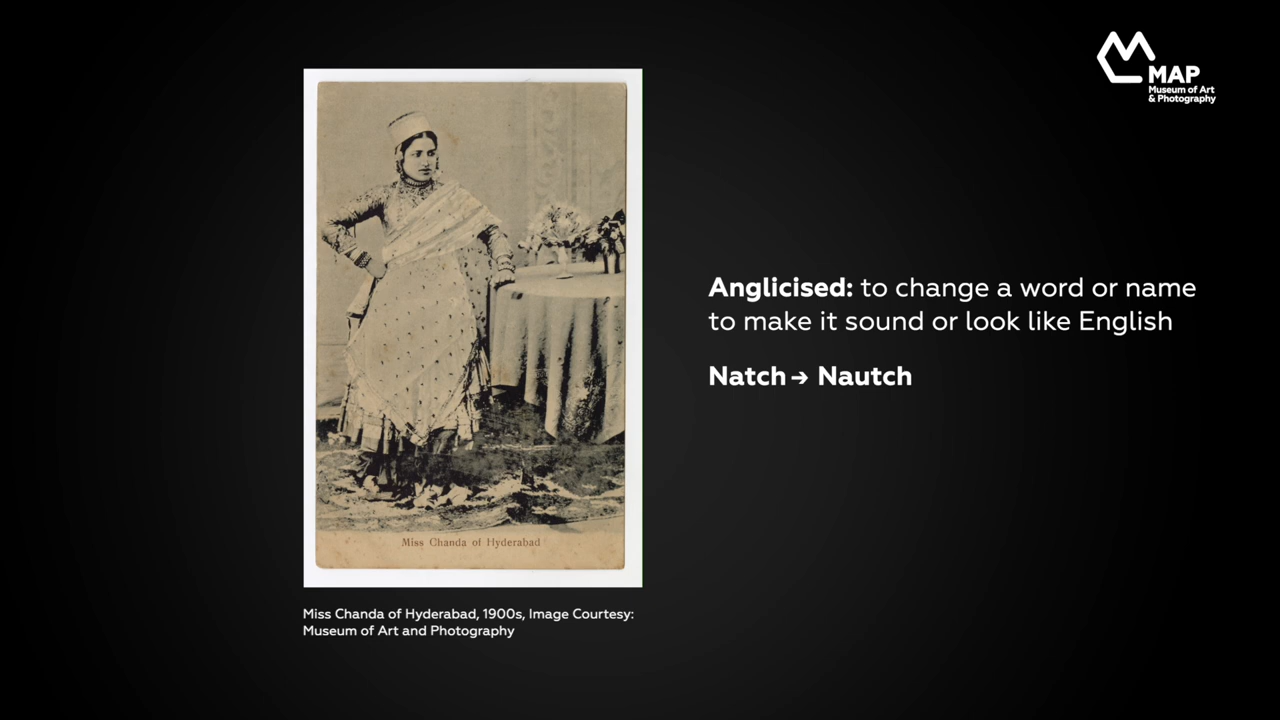 MAP
Museum of Art
& Photography
Anglicised: to change a word or name
to make it sound or look like English
Natch → Nautch
Miss Chanda of Hyderabad
Miss Chanda of Hyderabad, 1900s, Image Courtesy:
Museum of Art and Photography